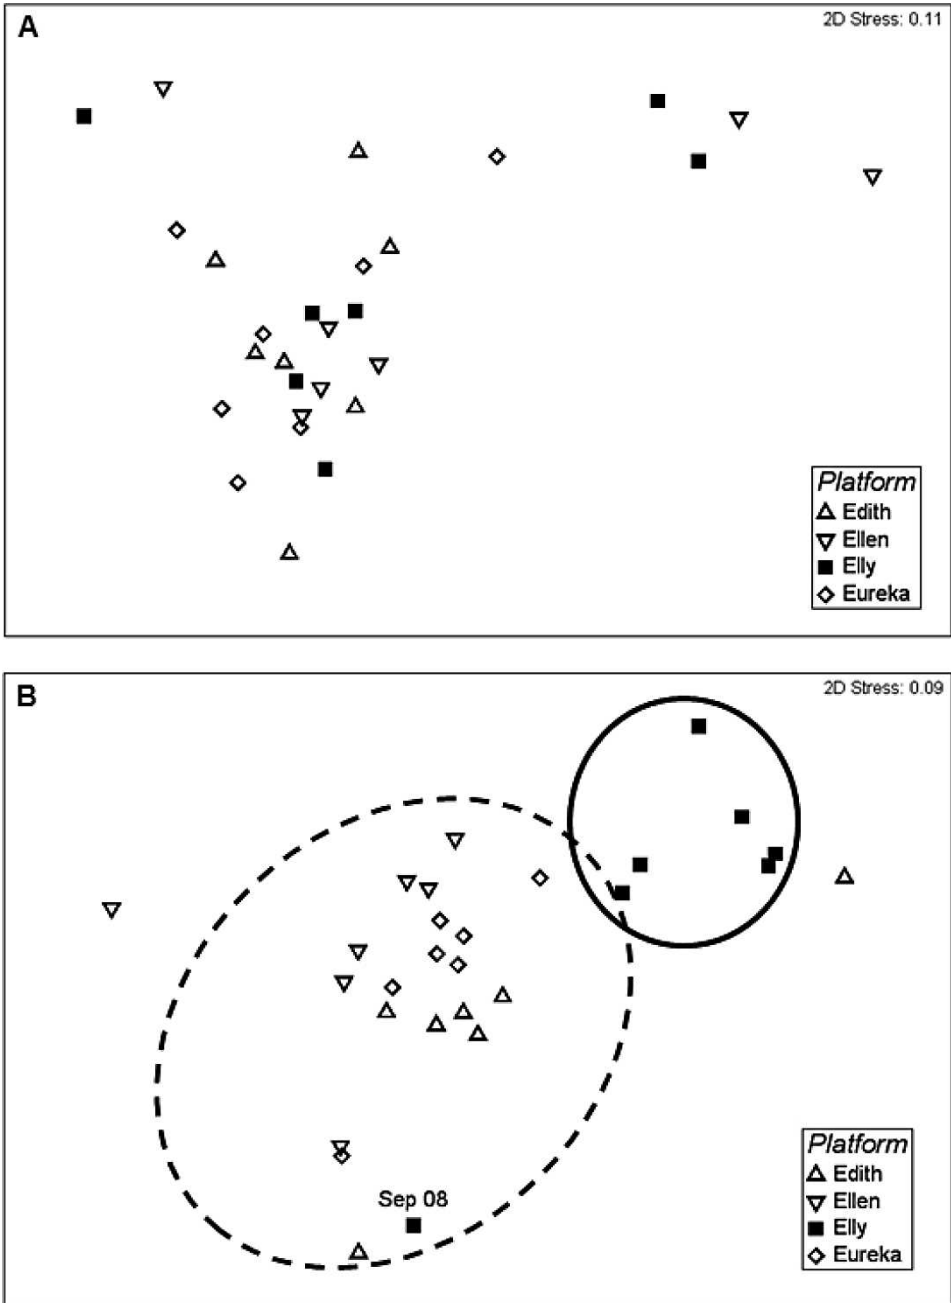 A
2D Stress: 0.11
Platform
Edith
Ellen
Elly
Eureka
B
2D Stress: 0.09
Sep 08
Platform
Edith
Ellen
Elly
Eureka